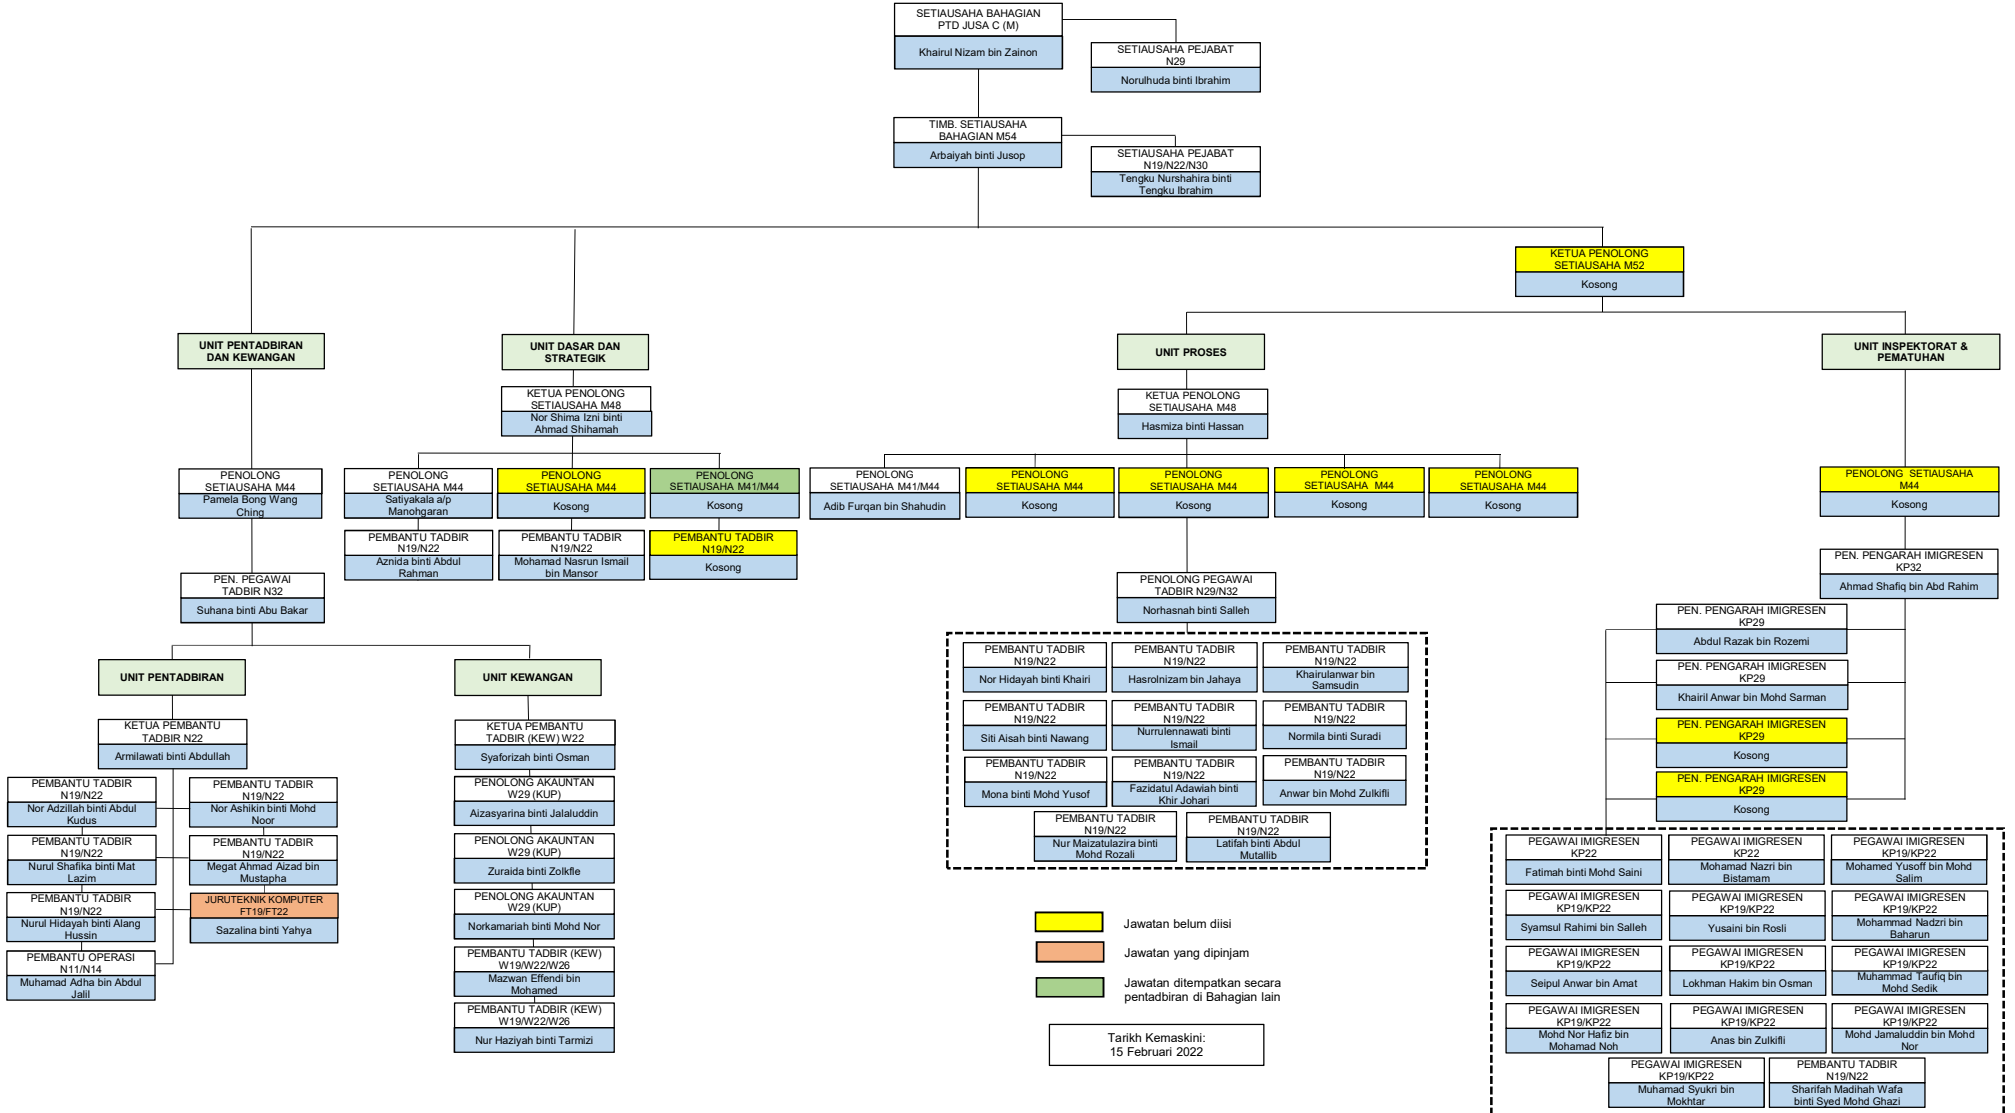 SETIAUSAHA BAHAGIAN
PTD JUSA C (M)
Khairul Nizam bin Zainon
SETIAUSAHA PEJABAT
N29
Norulhuda binti Ibrahim
TIMB. SETIAUSAHA
BAHAGIAN M54
Arbaiyah binti Jusop
SETIAUSAHA PEJABAT
N19/N22/N30
Tengku Nurshahira binti
Tengku Ibrahim
KETUA PENOLONG
SETIAUSAHA M52
Kosong
UNIT PENTADBIRAN
DAN KEWANGAN
PENOLONG
SETIAUSAHA M44
Pamela Bong Wang
Ching
PEN. PEGAWAI
TADBIR N32
Suhana binti Abu Bakar
UNIT PENTADBIRAN
KETUA PEMBANTU
TADBIR N22
Armilawati binti Abdullah
PEMBANTU TADBIR
N19/N22
Nor Adzillah binti Abdul
Kudus
PEMBANTU TADBIR
N19/N22
Nor Ashikin binti Mohd
Noor
PEMBANTU TADBIR
N19/N22
Nurul Shafika binti Mat
Lazim
PEMBANTU TADBIR
N19/N22
Megat Ahmad Aizad bin
Mustapha
PEMBANTU TADBIR
N19/N22
Nurul Hidayah binti Alang
Hussin
JURUTEKNIK KOMPUTER
FT19/FT22
Sazalina binti Yahya
PEMBANTU OPERASI
N11/N14
Muhamad Adha bin Abdul
Jalil
UNIT KEWANGAN
KETUA PEMBANTU
TADBIR (KEW) W22
Syaforizah binti Osman
PENOLONG AKAUNTAN
W29 (KUP)
Aizasyarina binti Jalaluddin
PENOLONG AKAUNTAN
W29 (KUP)
Zuraida binti Zolkfle
PENOLONG AKAUNTAN
W29 (KUP)
Norkamariah binti Mohd Nor
PEMBANTU TADBIR (KEW)
W19/W22/W26
Mazwan Effendi bin
Mohamed
PEMBANTU TADBIR (KEW)
W19/W22/W26
Nur Haziyah binti Tarmizi
UNIT DASAR DAN
STRATEGIK
KETUA PENOLONG
SETIAUSAHA M48
Nor Shima Izni binti
Ahmad Shihamah
PENOLONG
SETIAUSAHA M44
Satiyakala a/p
Manohgaran
PENOLONG
SETIAUSAHA M44
Kosong
PENOLONG
SETIAUSAHA M41/M44
Kosong
PEMBANTU TADBIR
N19/N22
Aznida binti Abdul
Rahman
PEMBANTU TADBIR
N19/N22
Mohamad Nasrun Ismail
bin Mansor
PEMBANTU TADBIR
N19/N22
Kosong
UNIT PROSES
KETUA PENOLONG
SETIAUSAHA M48
Hasmiza binti Hassan
PENOLONG
SETIAUSAHA M41/M44
Adib Furqan bin Shahudin
PENOLONG
SETIAUSAHA M44
Kosong
PENOLONG
SETIAUSAHA M44
Kosong
PENOLONG
SETIAUSAHA M44
Kosong
PENOLONG
SETIAUSAHA M44
Kosong
PENOLONG PEGAWAI
TADBIR N29/N32
Norhasnah binti Salleh
PEMBANTU TADBIR
N19/N22
Nor Hidayah binti Khairi
PEMBANTU TADBIR
N19/N22
Hasrolnizam bin Jahaya
PEMBANTU TADBIR
N19/N22
Khairulanwar bin
Samsudin
PEMBANTU TADBIR
N19/N22
Siti Aisah binti Nawang
PEMBANTU TADBIR
N19/N22
Nurrulennawati binti
Ismail
PEMBANTU TADBIR
N19/N22
Normila binti Suradi
PEMBANTU TADBIR
N19/N22
Mona binti Mohd Yusof
PEMBANTU TADBIR
N19/N22
Fazidatul Adawiah binti
Khir Johari
PEMBANTU TADBIR
N19/N22
Anwar bin Mohd Zulkifli
PEMBANTU TADBIR
N19/N22
Nur Maizatulazira binti
Mohd Rozali
PEMBANTU TADBIR
N19/N22
Latifah binti Abdul
Mutallib
UNIT INSPEKTORAT &
PEMATUHAN
PENOLONG SETIAUSAHA
M44
Kosong
PEN. PENGARAH IMIGRESEN
KP32
Ahmad Shafiq bin Abd Rahim
PEN. PENGARAH IMIGRESEN
KP29
Abdul Razak bin Rozemi
PEN. PENGARAH IMIGRESEN
KP29
Khairil Anwar bin Mohd Sarman
PEN. PENGARAH IMIGRESEN
KP29
Kosong
PEN. PENGARAH IMIGRESEN
KP29
Kosong
PEGAWAI IMIGRESEN
KP22
Fatimah binti Mohd Saini
PEGAWAI IMIGRESEN
KP22
Mohamad Nazri bin
Bistamam
PEGAWAI IMIGRESEN
KP19/KP22
Mohamed Yusoff bin Mohd
Salim
PEGAWAI IMIGRESEN
KP19/KP22
Syamsul Rahimi bin Salleh
PEGAWAI IMIGRESEN
KP19/KP22
Yusaini bin Rosli
PEGAWAI IMIGRESEN
KP19/KP22
Mohammad Nadzri bin
Baharun
PEGAWAI IMIGRESEN
KP19/KP22
Seipul Anwar bin Amat
PEGAWAI IMIGRESEN
KP19/KP22
Lokhman Hakim bin Osman
PEGAWAI IMIGRESEN
KP19/KP22
Muhammad Taufiq bin
Mohd Sedik
PEGAWAI IMIGRESEN
KP19/KP22
Mohd Nor Hafiz bin
Mohamad Noh
PEGAWAI IMIGRESEN
KP19/KP22
Anas bin Zulkifli
PEGAWAI IMIGRESEN
KP19/KP22
Mohd Jamaluddin bin Mohd
Nor
PEGAWAI IMIGRESEN
KP19/KP22
Muhamad Syukri bin
Mokhtar
PEMBANTU TADBIR
N19/N22
Sharifah Madihah Wafa
binti Syed Mohd Ghazi
Jawatan belum diisi
Jawatan yang dipinjam
Jawatan ditempatkan secara
pentadbiran di Bahagian lain
Tarikh Kemaskini:
15 Februari 2022